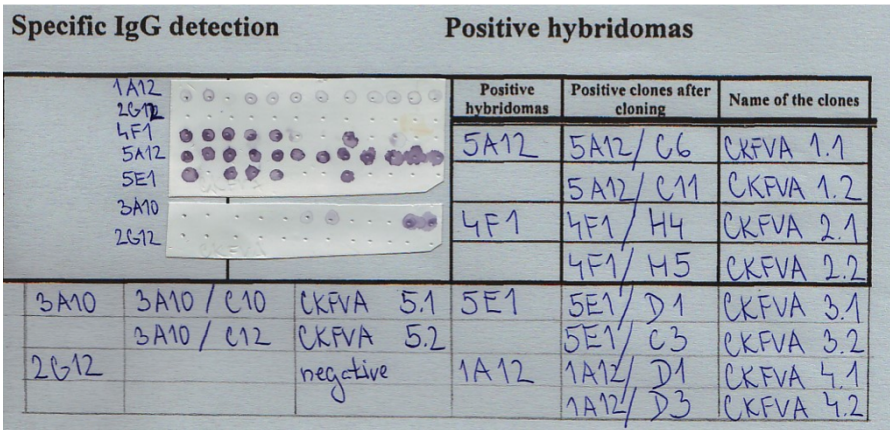 Specific IgG detection Positive hybridomas
1A12
2G12
4F1
5A12
5E1
3A10
2G12
CKFVA
Positive hybridomas Positive clones after cloning Name of the clones
5A12 5A12/ C6 CKFVA 1.1
5A12/ C11 CKFVA 1.2
4F1 4F1/ H4 CKFVA 2.1
4F1/ H5 CKFVA 2.2
3A10 3A10/ C10 CKFVA 5.1 5E1 5E1/ D1 CKFVA 3.1
3A10/ C12 CKFVA 5.2 5E1/ C3 CKFVA 3.2
2G12 negative 1A12 1A12/ D1 CKFVA 4.1
1A12/ D3 CKFVA 4.2